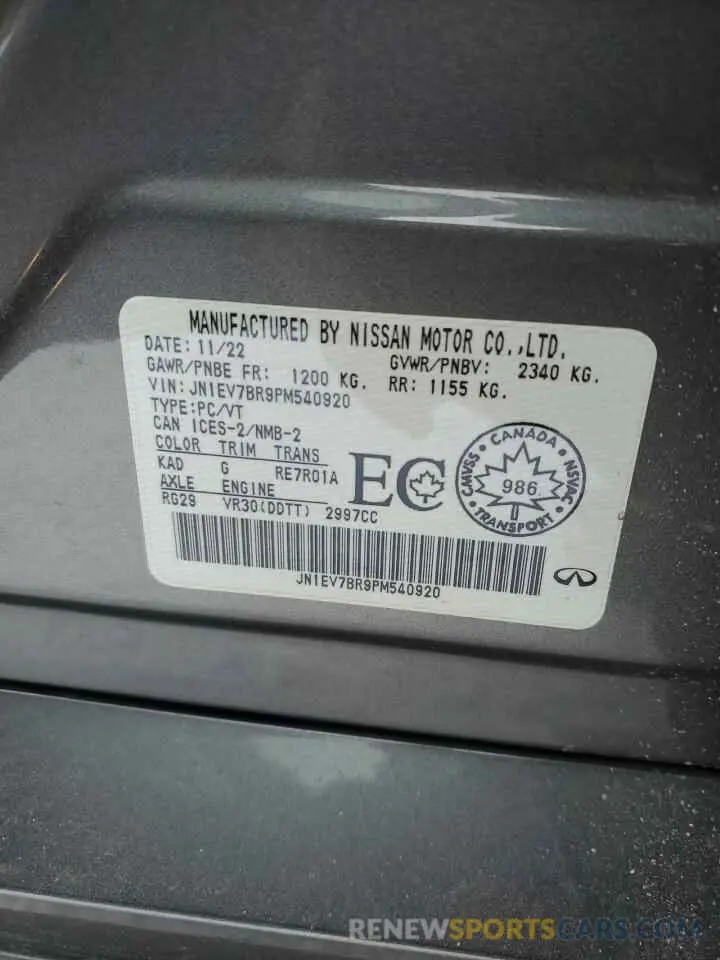 MANUFACTURED BY NISSAN MOTOR CO.,LTD.
DATE: 11/22 GVWR/PNBV: 2340 KG.
GAWR/PNBE FR: 1200 KG. RR: 1155 KG.
VIN: JN1EV7BR9PM540920
TYPE:PC/VT
CAN ICES-2/NMB-2
COLOR TRIM TRANS
KAD G RE7R01A
AXLE ENGINE
RG29 VR30(DDTT) 2997CC
EC
CANADA
CMVSS 986 NSVAC
TRANSPORT
JN1EV7BR9PM540920
RENEWSPORTSCARS.COM